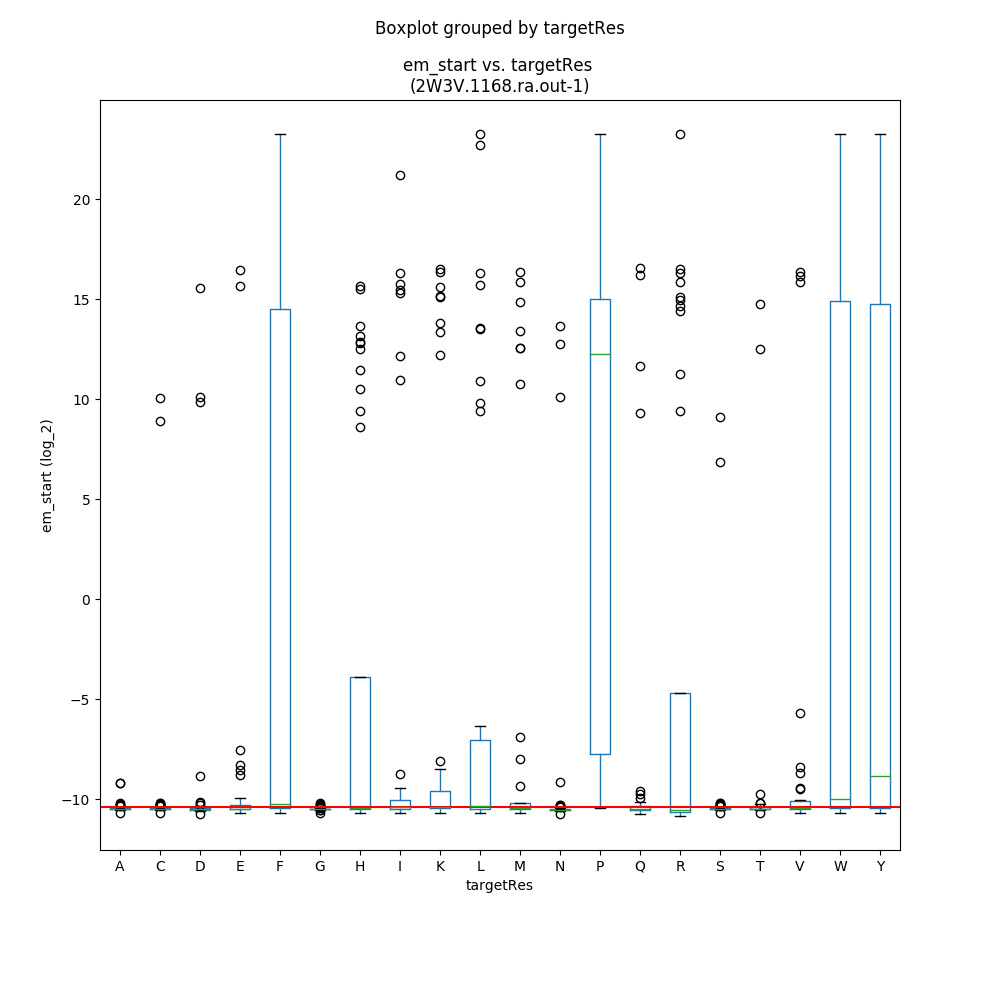 Boxplot grouped by targetRes
em_start vs. targetRes
(2W3V.1168.ra.out-1)
20
15
10
5
0
−5
−10
em_start (log_2)
A C D E F G H I K L M N P Q R S T V W Y
targetRes